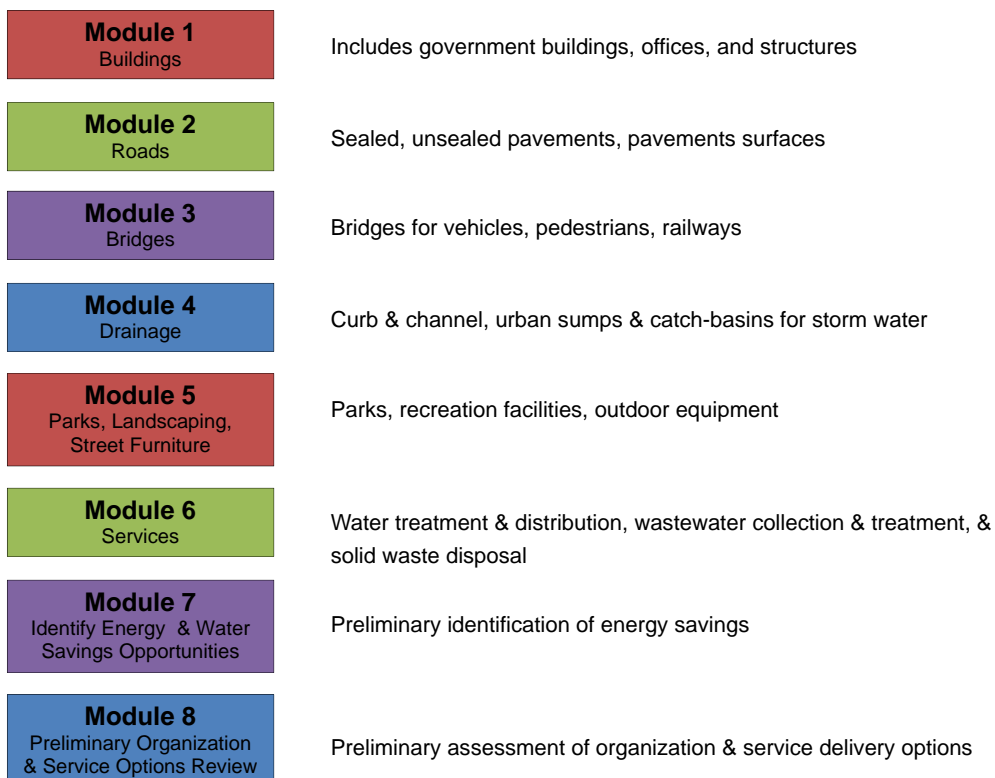 Module 1
Buildings
Includes government buildings, offices, and structures
Module 2
Roads
Sealed, unsealed pavements, pavements surfaces
Module 3
Bridges
Bridges for vehicles, pedestrians, railways
Module 4
Drainage
Curb & channel, urban sumps & catch-basins for storm water
Module 5
Parks, Landscaping,
Street Furniture
Parks, recreation facilities, outdoor equipment
Module 6
Services
Water treatment & distribution, wastewater collection & treatment, &
solid waste disposal
Module 7
Identify Energy & Water
Savings Opportunities
Preliminary identification of energy savings
Module 8
Preliminary Organization
& Service Options Review
Preliminary assessment of organization & service delivery options